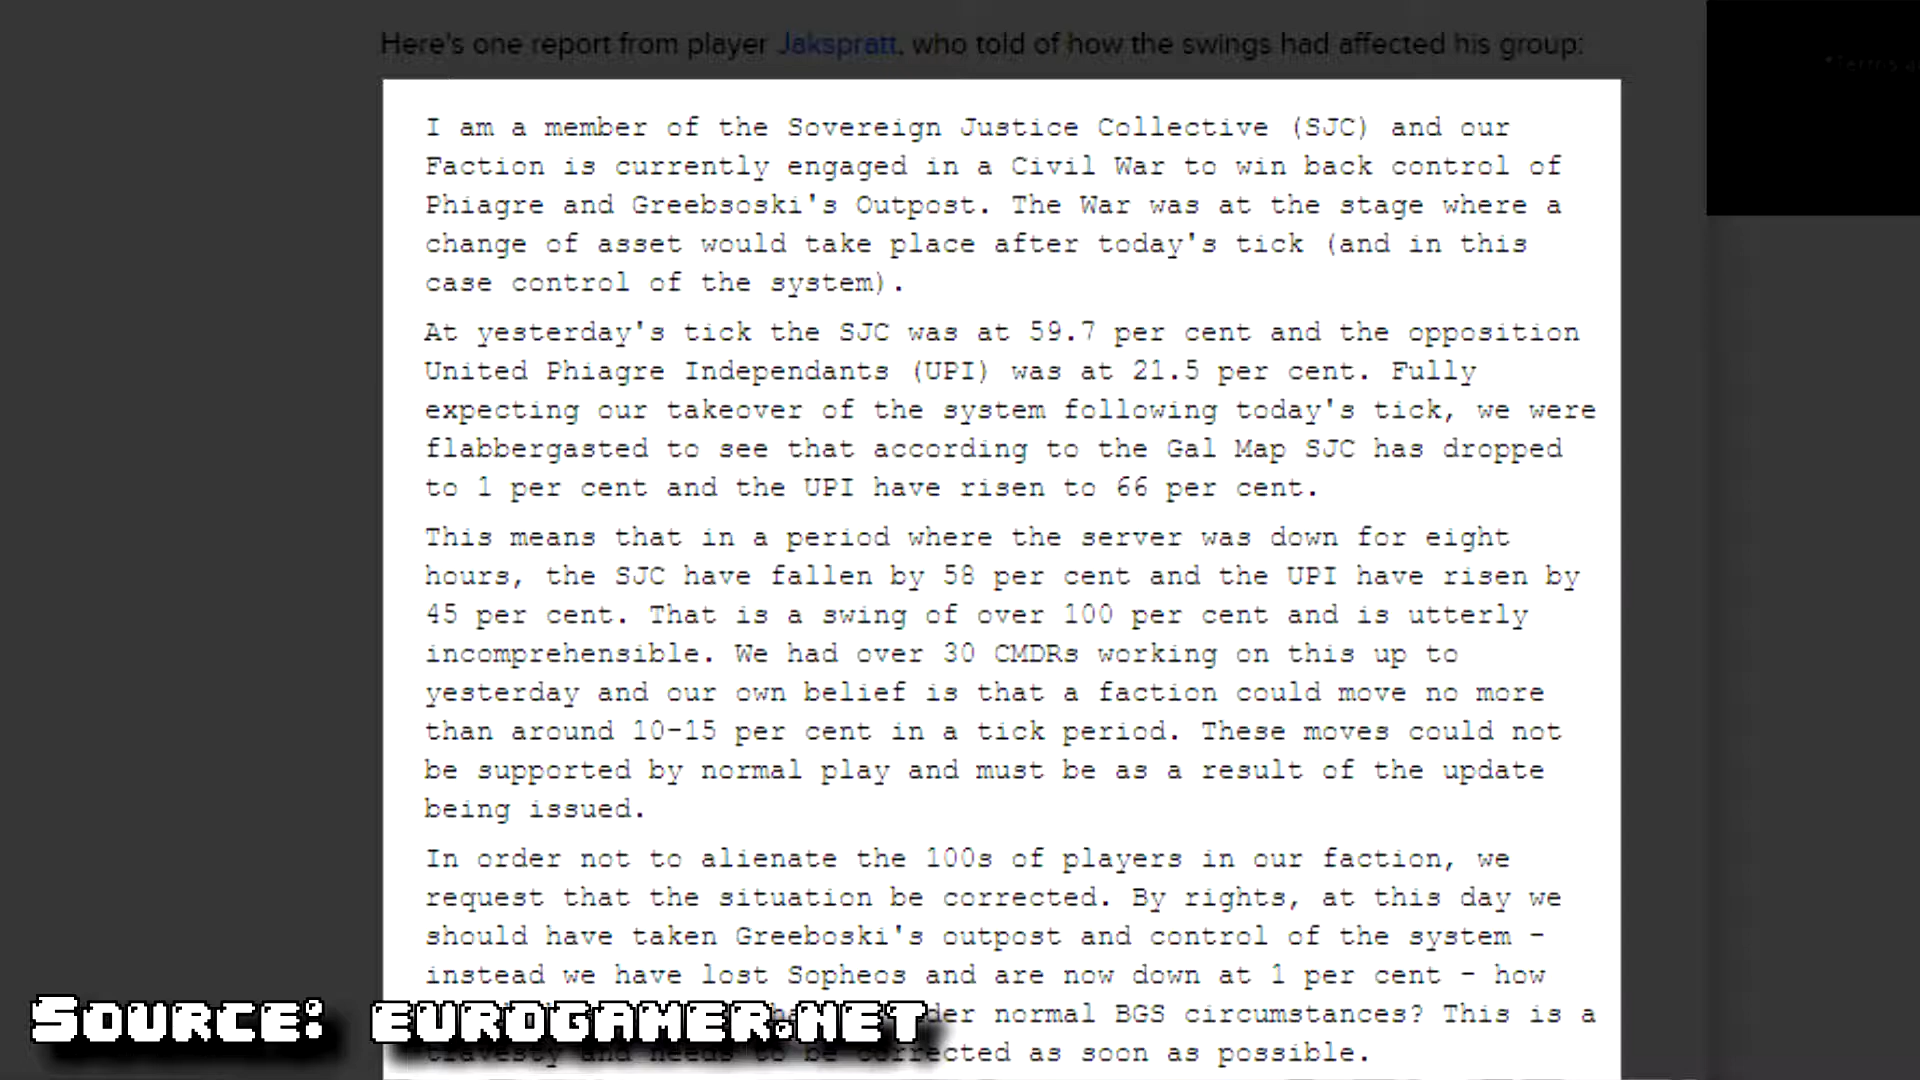 Here's one report from player Jakspratt, who told of how the swings had affected his group:
I am a member of the Sovereign Justice Collective (SJC) and our
Faction is currently engaged in a Civil War to win back control of
Phiagre and Greebsoski's Outpost. The War was at the stage where a
change of asset would take place after today's tick (and in this
case control of the system).
At yesterday's tick the SJC was at 59.7 per cent and the opposition
United Phiagre Independants (UPI) was at 21.5 per cent. Fully
expecting our takeover of the system following today's tick, we were
flabbergasted to see that according to the Gal Map SJC has dropped
to 1 per cent and the UPI have risen to 66 per cent.
This means that in a period where the server was down for eight
hours, the SJC have fallen by 58 per cent and the UPI have risen by
45 per cent. That is a swing of over 100 per cent and is utterly
incomprehensible. We had over 30 CMDRs working on this up to
yesterday and our own belief is that a faction could move no more
than around 10-15 per cent in a tick period. These moves could not
be supported by normal play and must be as a result of the update
being issued.
In order not to alienate the 100s of players in our faction, we
request that the situation be corrected. By rights, at this day we
should have taken Greeboski's outpost and control of the system -
instead we have lost Sopheos and are now down at 1 per cent - how
normal BGS circumstances? This is a
travesty and needs to be corrected as soon as possible.
Source: eurogamer.net